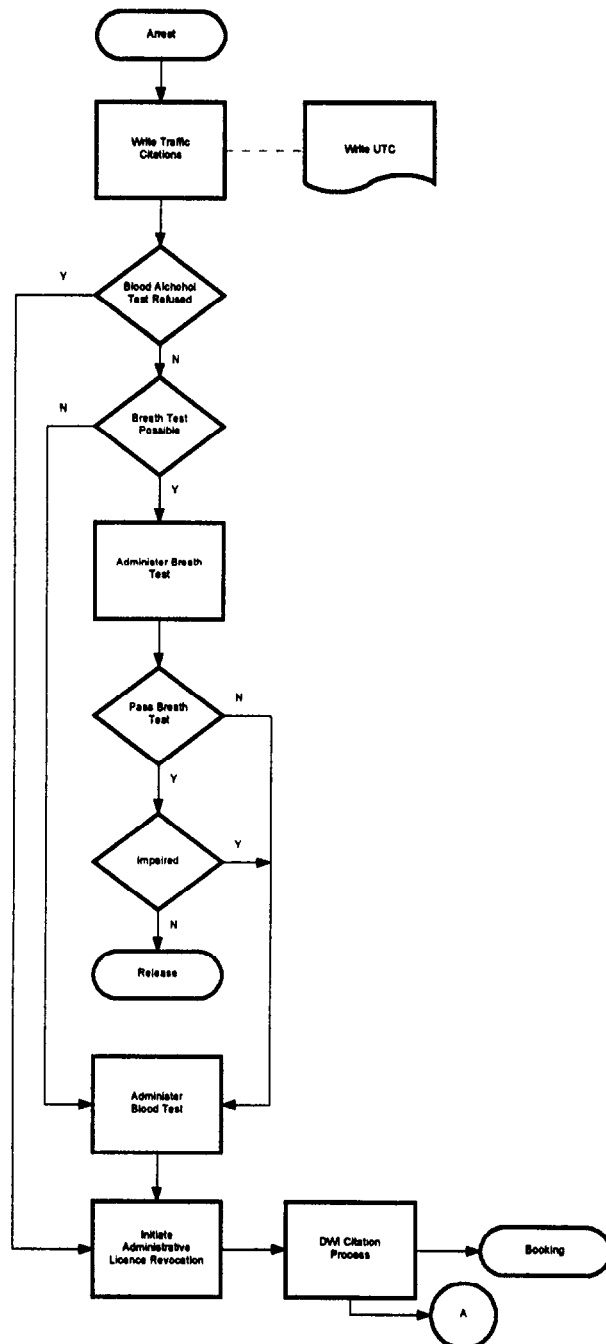 Arrest
Write Traffic
Citations
Write UTC
Y
Blood Alchohol
Test Refused
N
N
Breath Test
Possible
Y
Administer Breath
Test
Pass Breath
Test
N
Y
Impaired
Y
N
Release
Administer
Blood Test
Initiate
Administrative
Licence Revocation
DWI Citation
Process
Booking
A